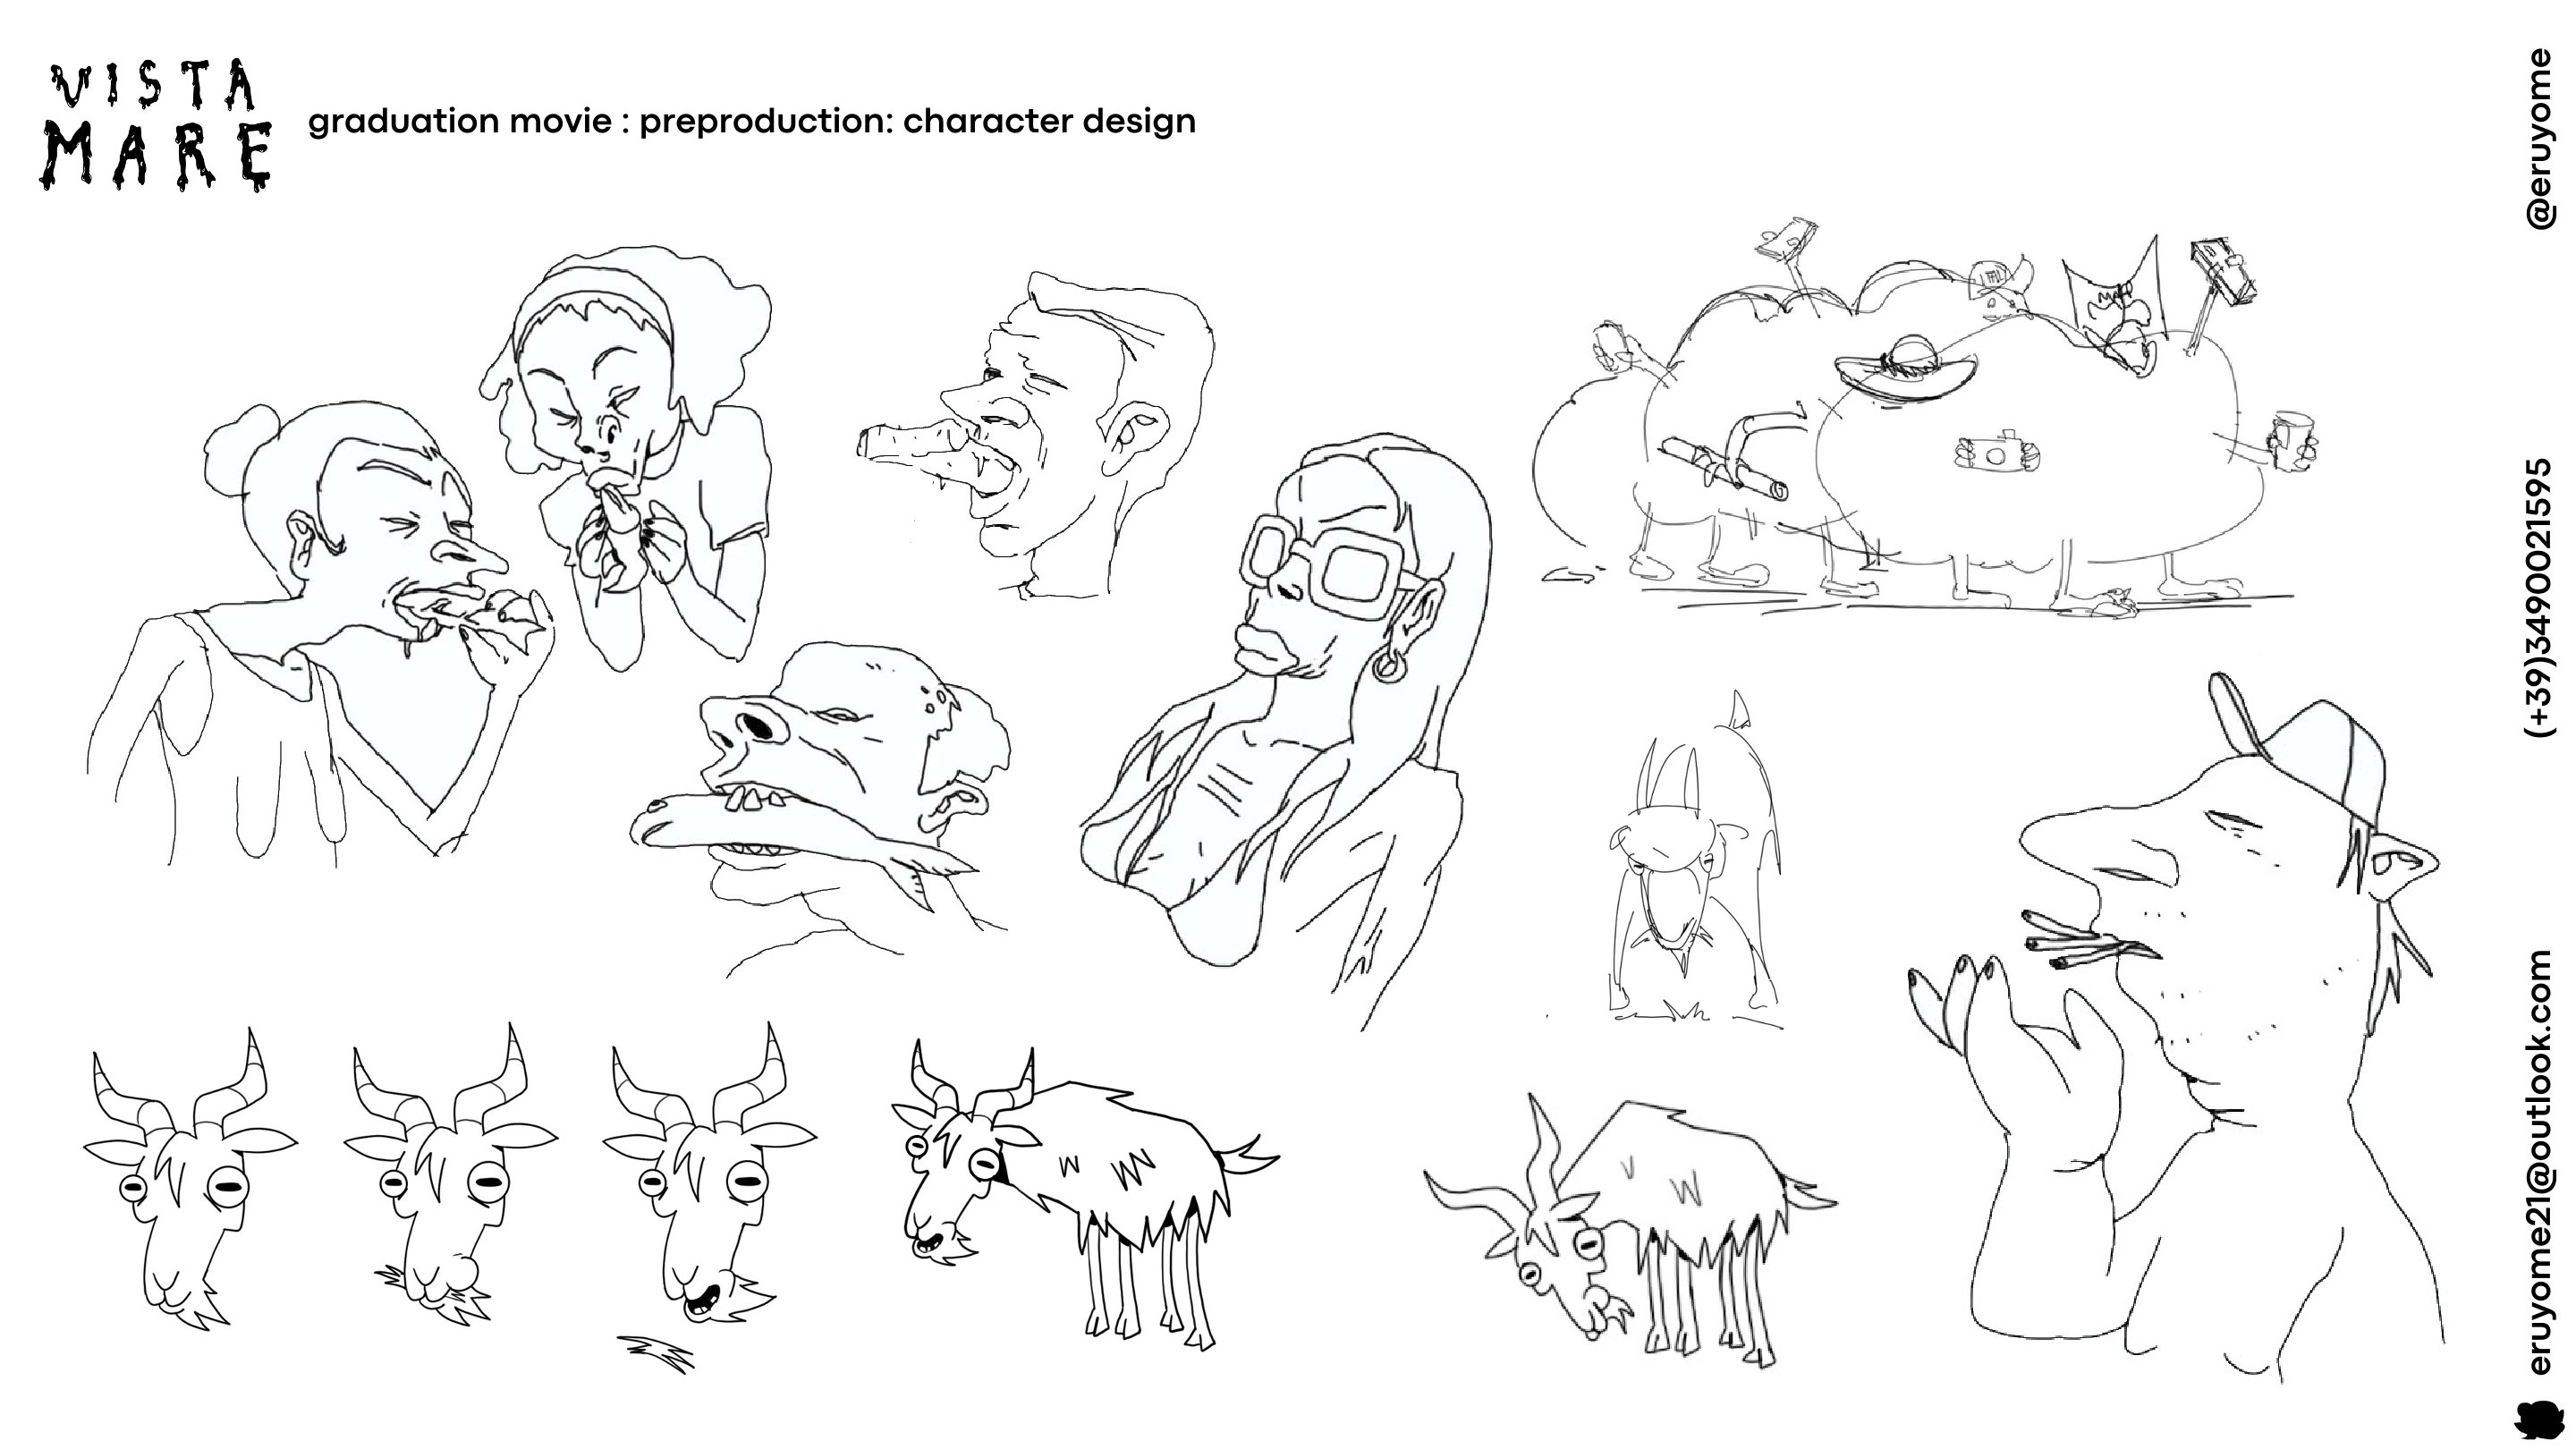 VISTA
MARE
graduation movie : preproduction: character design
@eruyome
(+39)3490021595
eruyome21@outlook.com